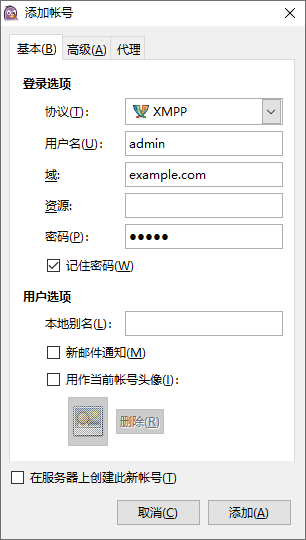 添加帐号
基本(B) 高级(A) 代理
登录选项
协议(T)： XMPP
用户名(U)： admin
域: example.com
资源:
密码(P)： ●●●●●
记住密码(W)
用户选项
本地别名(L)：
新邮件通知(M)
用作当前帐号头像(I)：
删除(R)
在服务器上创建此新帐号(T)
取消(C) 添加(A)